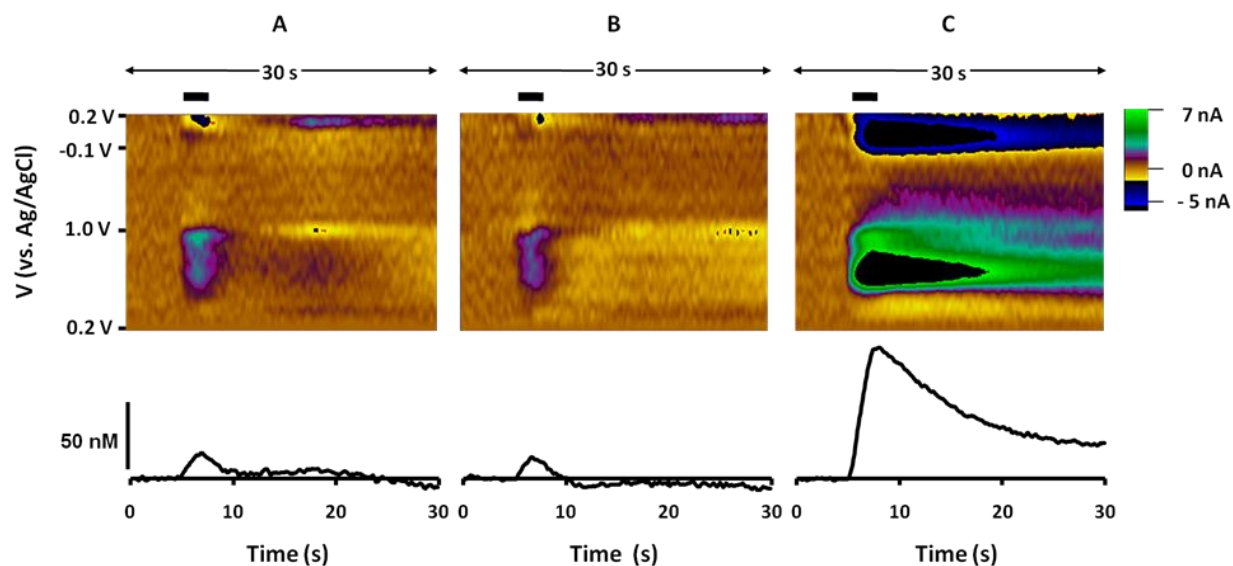 A B C
30 s 30 s 30 s
0.2 V
-0.1 V
1.0 V
0.2 V
V (vs. Ag/AgCl)
7 nA
0 nA
- 5 nA
50 nM
0 10 20 30 0 10 20 30 0 10 20 30
Time (s) Time (s) Time (s)